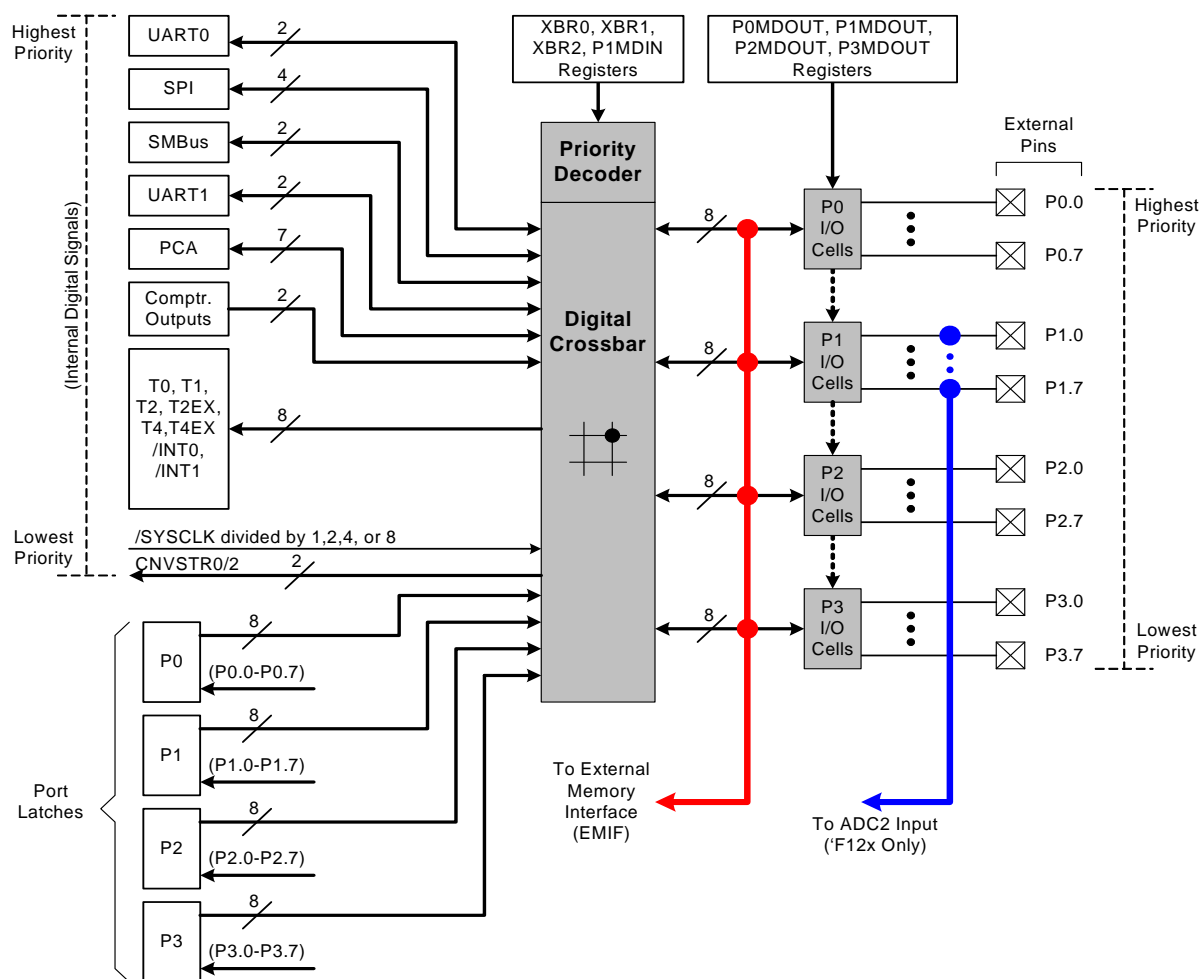 Highest
Priority
(Internal Digital Signals)
Lowest
Priority
UART0
2
SPI
4
SMBus
2
UART1
2
PCA
7
Comptr.
Outputs
2
T0, T1,
T2, T2EX,
T4,T4EX
/INT0,
/INT1
8
/SYSCLK divided by 1,2,4, or 8
CNVSTR0/2
2
Port
Latches
P0
8
(P0.0-P0.7)
P1
8
(P1.0-P1.7)
P2
8
(P2.0-P2.7)
P3
8
(P3.0-P3.7)
XBR0, XBR1,
XBR2, P1MDIN
Registers
Priority
Decoder
Digital
Crossbar
P0MDOUT, P1MDOUT,
P2MDOUT, P3MDOUT
Registers
8
P0
I/O
Cells
8
P1
I/O
Cells
8
P2
I/O
Cells
8
P3
I/O
Cells
External
Pins
P0.0
P0.7
P1.0
P1.7
P2.0
P2.7
P3.0
P3.7
Highest
Priority
Lowest
Priority
To External
Memory
Interface
(EMIF)
To ADC2 Input
(‘F12x Only)